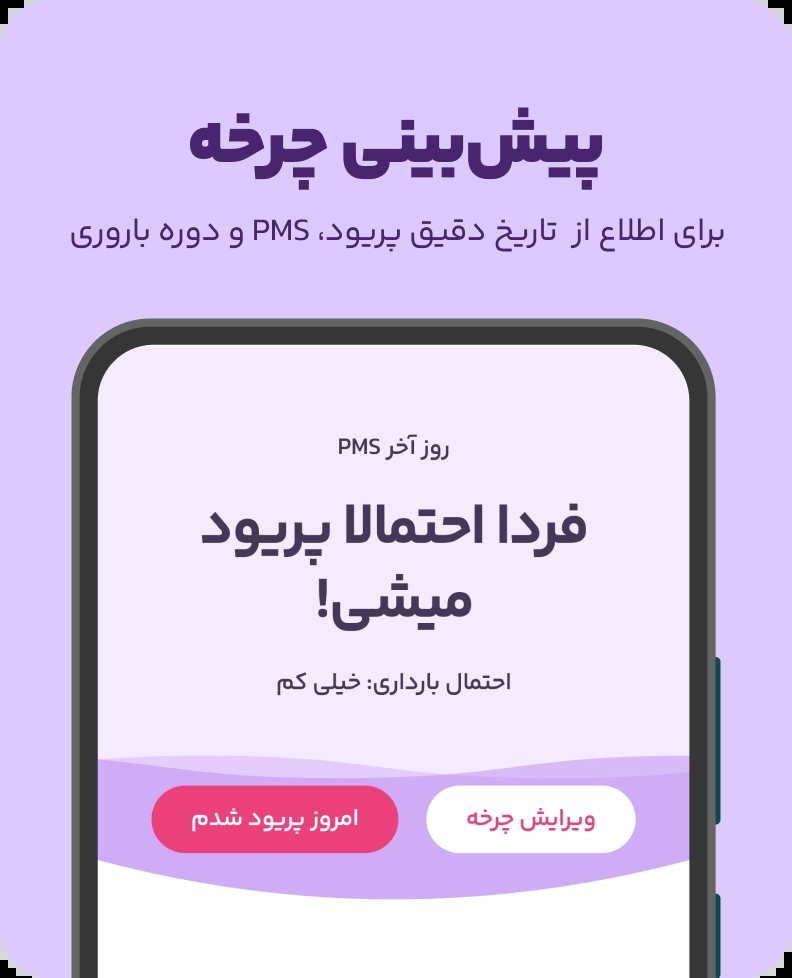 پیش‌بینی چرخه
برای اطلاع از تاریخ دقیق پریود، PMS و دوره باروری
روز آخر PMS
فردا احتمالا پریود
میشی!
احتمال بارداری: خیلی کم
ویرایش چرخه
امروز پریود شدم